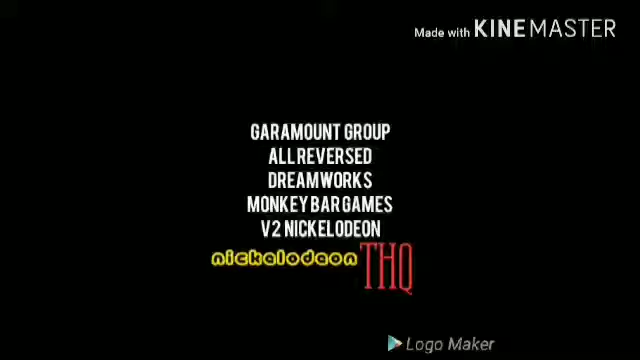 Made with KINEMASTER
GARAMOUNT GROUP
ALL REVERSED
DREAMWORKS
MONKEY BAR GAMES
V2 NICKELODEON
nickelodeon THQ
Logo Maker